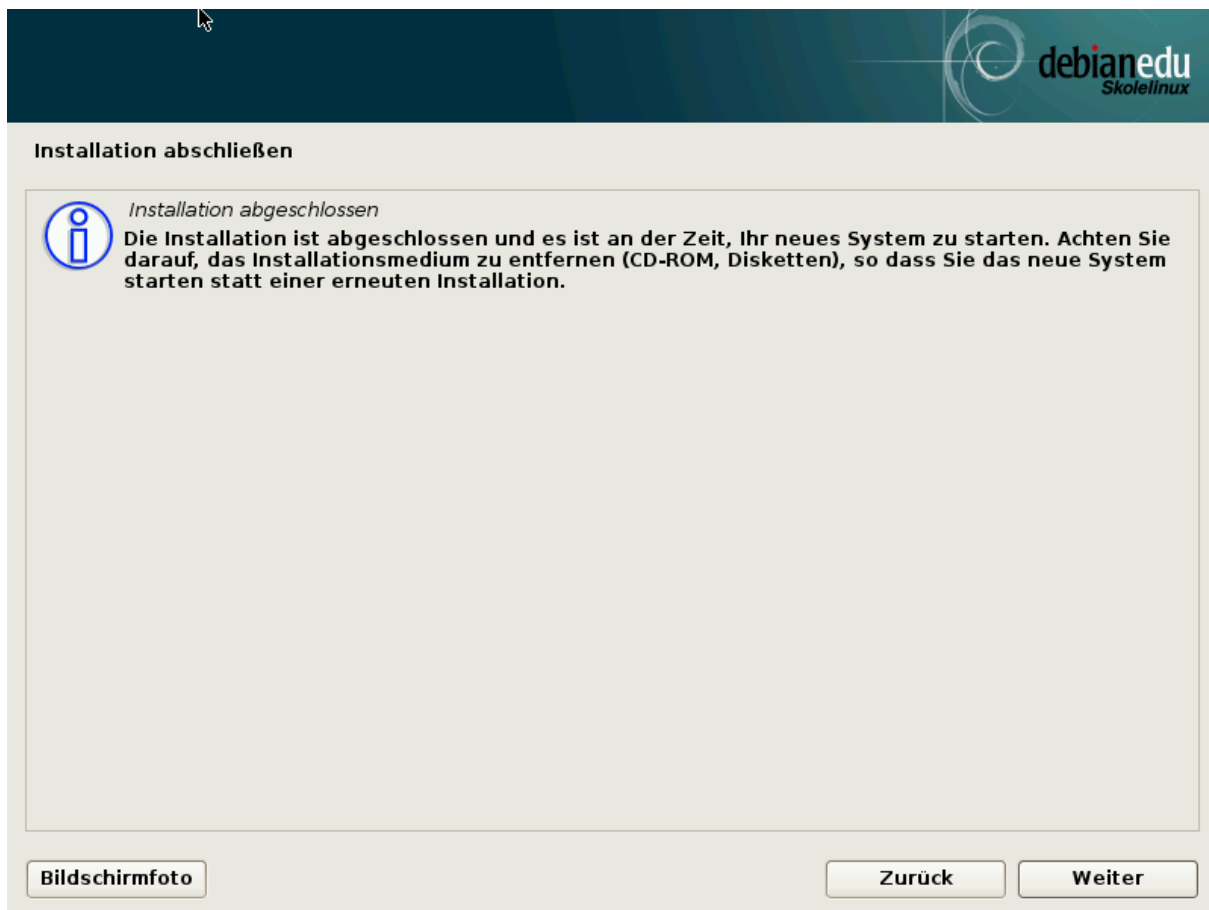 debianedu
Skolelinux
Installation abschließen
Installation abgeschlossen
Die Installation ist abgeschlossen und es ist an der Zeit, Ihr neues System zu starten. Achten Sie
darauf, das Installationsmedium zu entfernen (CD-ROM, Disketten), so dass Sie das neue System
starten statt einer erneuten Installation.
Bildschirmfoto
Zurück
Weiter